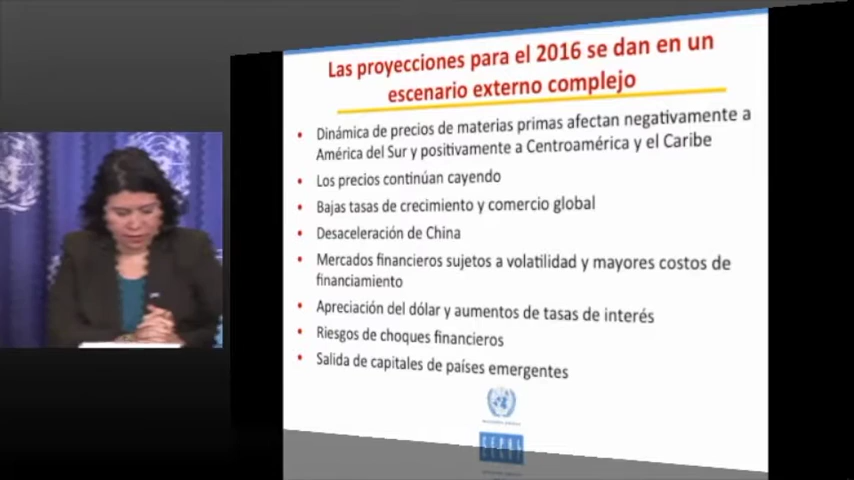 Las proyecciones para el 2016 se dan en un
escenario externo complejo
• Dinámica de precios de materias primas afectan negativamente a
América del Sur y positivamente a Centroamérica y el Caribe
• Los precios continúan cayendo
• Bajas tasas de crecimiento y comercio global
• Desaceleración de China
• Mercados financieros sujetos a volatilidad y mayores costos de
financiamiento
• Apreciación del dólar y aumentos de tasas de interés
• Riesgos de choques financieros
• Salida de capitales de países emergentes
CEPAL